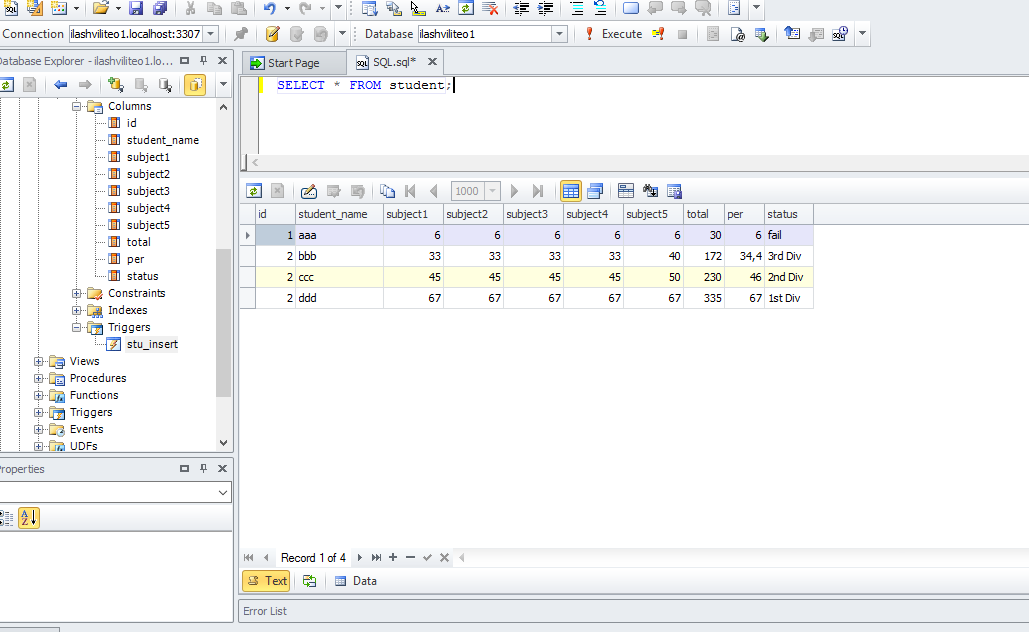 Connection ilashviliteo1.localhost:3307 Database ilashviliteo1 Execute
Database Explorer - ilashviliteo1.lo...
Start Page SQL.sql*
SELECT * FROM student;
Columns
id
student_name
subject1
subject2
subject3
subject4
subject5
total
per
status
Constraints
Indexes
Triggers
stu_insert
Views
Procedures
Functions
Triggers
Events
UDFs
1000
id student_name subject1 subject2 subject3 subject4 subject5 total per status
1 aaa 6 6 6 6 6 30 6 fail
2 bbb 33 33 33 33 40 172 34,4 3rd Div
2 ccc 45 45 45 45 50 230 46 2nd Div
2 ddd 67 67 67 67 67 335 67 1st Div
Properties
Record 1 of 4
Text Data
Error List